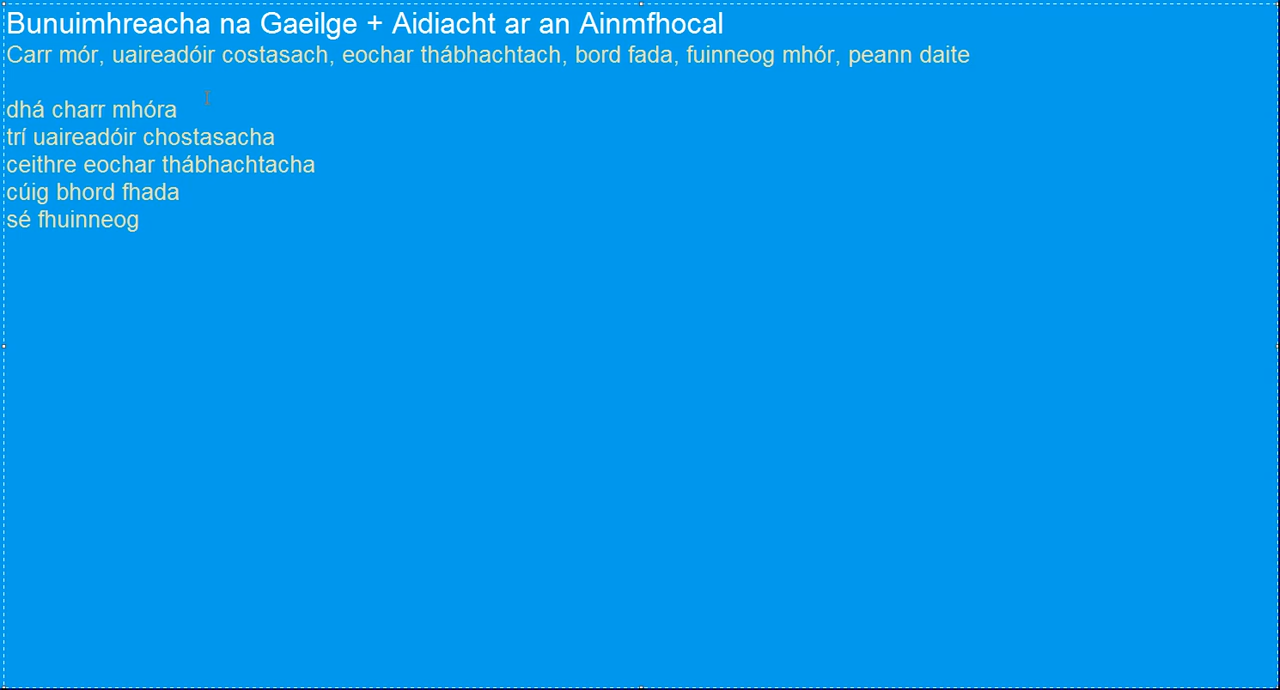 Bunuimhreacha na Gaeilge + Aidiacht ar an Ainmfhocal
Carr mór, uaireadóir costasach, eochar thábhachtach, bord fada, fuinneog mhór, peann daite
dhá charr mhóra
trí uaireadóir chostasacha
ceithre eochar thábhachtacha
cúig bhord fhada
sé fhuinneog